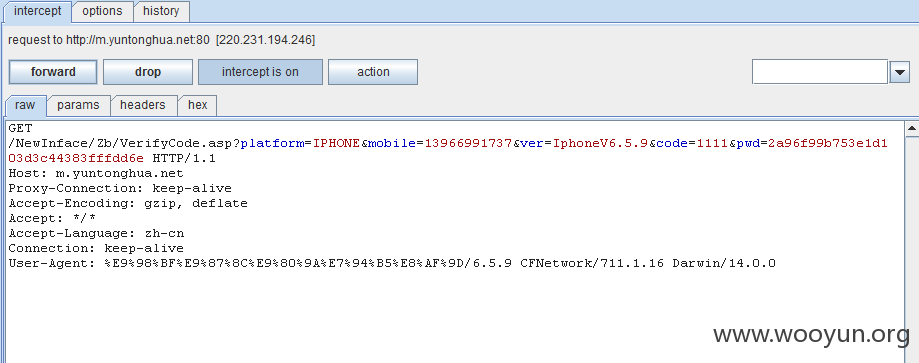 intercept options history
request to http://m.yuntonghua.net:80 [220.231.194.246]
forward drop intercept is on action
raw params headers hex
GET
/NewInface/Zb/VerifyCode.asp?platform=IPHONE&mobile=13966991737&ver=IphoneV6.5.9&code=1111&pwd=2a96f99b753e1d1
03d3c44383fffdd6e HTTP/1.1
Host: m.yuntonghua.net
Proxy-Connection: keep-alive
Accept-Encoding: gzip, deflate
Accept: */*
Accept-Language: zh-cn
Connection: keep-alive
User-Agent: %E9%98%BF%E9%87%8C%E9%80%9A%E7%94%B5%E8%AF%9D/6.5.9 CFNetwork/711.1.16 Darwin/14.0.0
www.wooyun.org